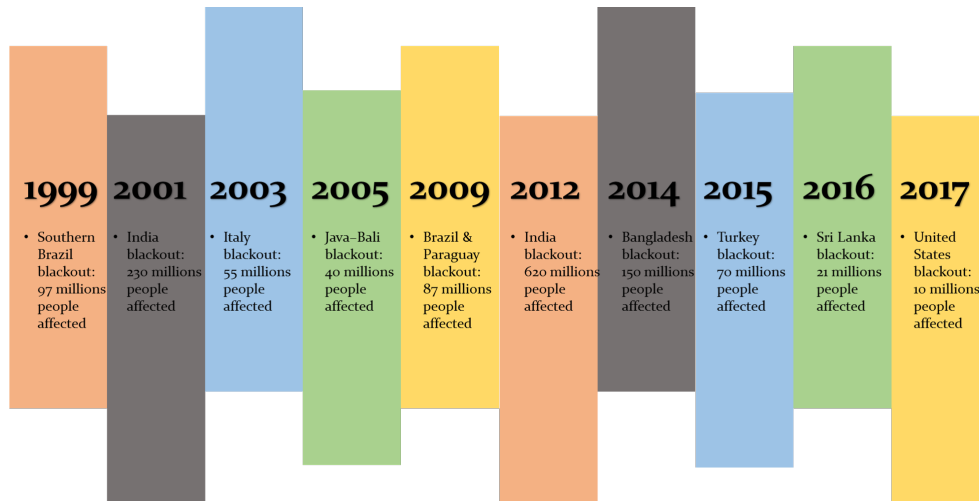 1999
• Southern
Brazil
blackout:
97 millions
people
affected
2001
• India
blackout:
230 millions
people
affected
2003
• Italy
blackout:
55 millions
people
affected
2005
• Java–Bali
blackout:
40 millions
people
affected
2009
• Brazil &
Paraguay
blackout:
87 millions
people
affected
2012
• India
blackout:
620 millions
people
affected
2014
• Bangladesh
blackout:
150 millions
people
affected
2015
• Turkey
blackout:
70 millions
people
affected
2016
• Sri Lanka
blackout:
21 millions
people
affected
2017
• United
States
blackout:
10 millions
people
affected